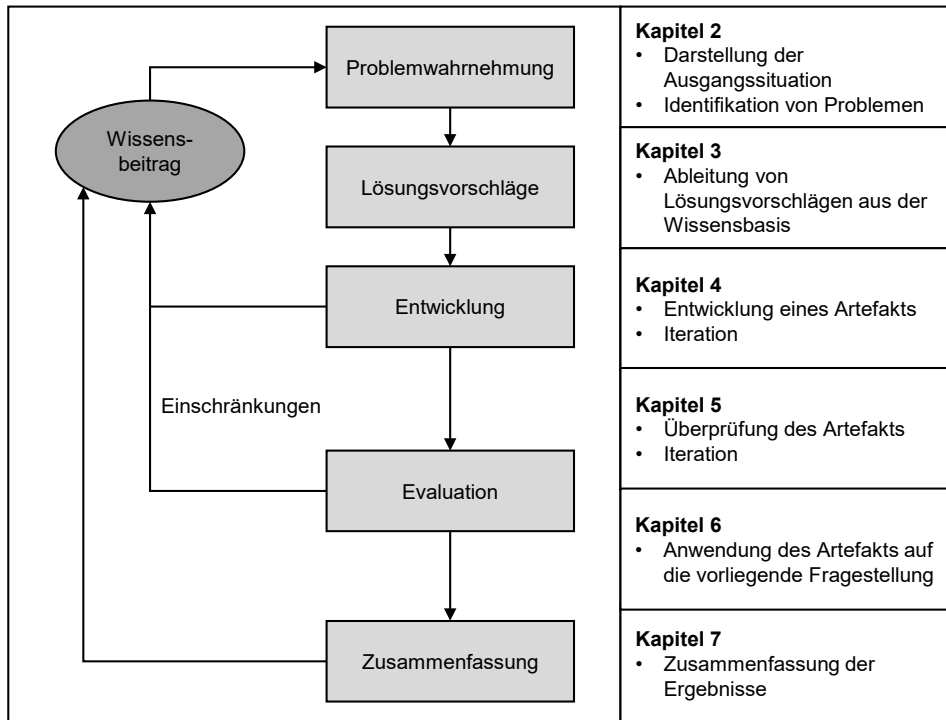 Problemwahrnehmung
Wissens-
beitrag
Lösungsvorschläge
Entwicklung
Einschränkungen
Evaluation
Zusammenfassung
Kapitel 2
• Darstellung der
Ausgangssituation
• Identifikation von Problemen
Kapitel 3
• Ableitung von
Lösungsvorschlägen aus der
Wissensbasis
Kapitel 4
• Entwicklung eines Artefakts
• Iteration
Kapitel 5
• Überprüfung des Artefakts
• Iteration
Kapitel 6
• Anwendung des Artefakts auf
die vorliegende Fragestellung
Kapitel 7
• Zusammenfassung der
Ergebnisse